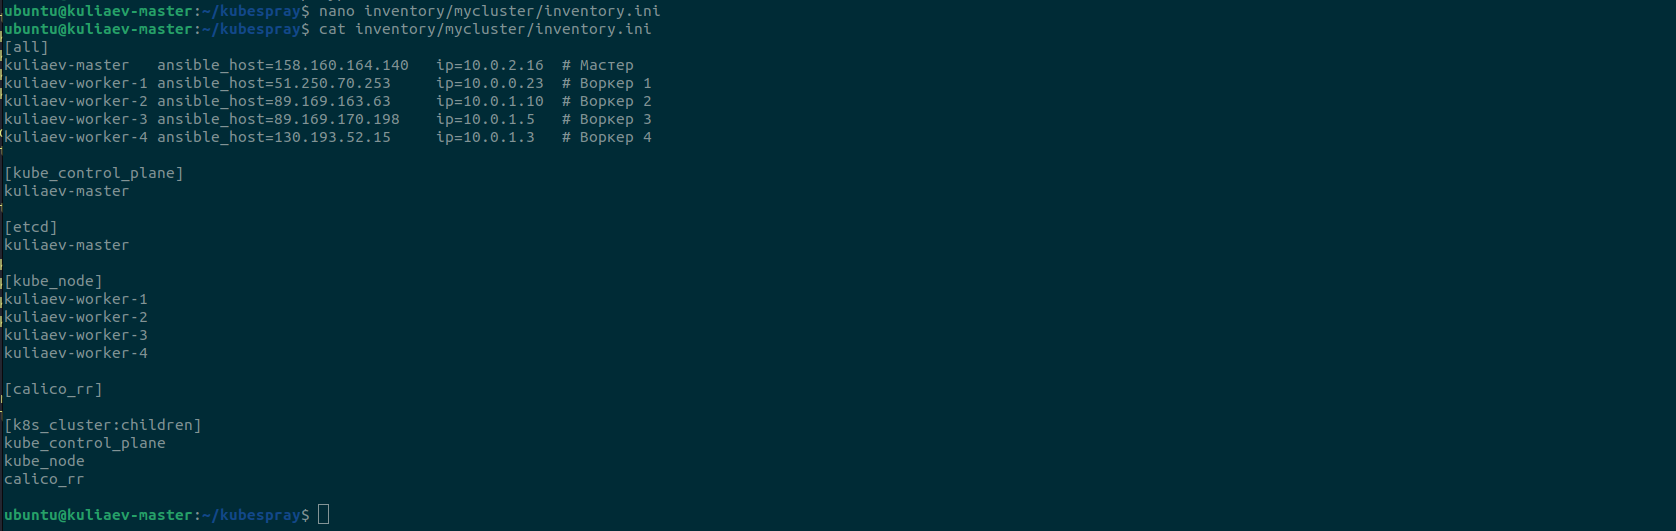 ubuntu@kuliaev-master:~/kubespray$ nano inventory/mycluster/inventory.ini
ubuntu@kuliaev-master:~/kubespray$ cat inventory/mycluster/inventory.ini
[all]
kuliaev-master   ansible_host=158.160.164.140   ip=10.0.2.16  # Мастер
kuliaev-worker-1 ansible_host=51.250.70.253     ip=10.0.0.23  # Воркер 1
kuliaev-worker-2 ansible_host=89.169.163.63     ip=10.0.1.10  # Воркер 2
kuliaev-worker-3 ansible_host=89.169.170.198    ip=10.0.1.5   # Воркер 3
kuliaev-worker-4 ansible_host=130.193.52.15     ip=10.0.1.3   # Воркер 4

[kube_control_plane]
kuliaev-master

[etcd]
kuliaev-master

[kube_node]
kuliaev-worker-1
kuliaev-worker-2
kuliaev-worker-3
kuliaev-worker-4

[calico_rr]

[k8s_cluster:children]
kube_control_plane
kube_node
calico_rr

ubuntu@kuliaev-master:~/kubespray$